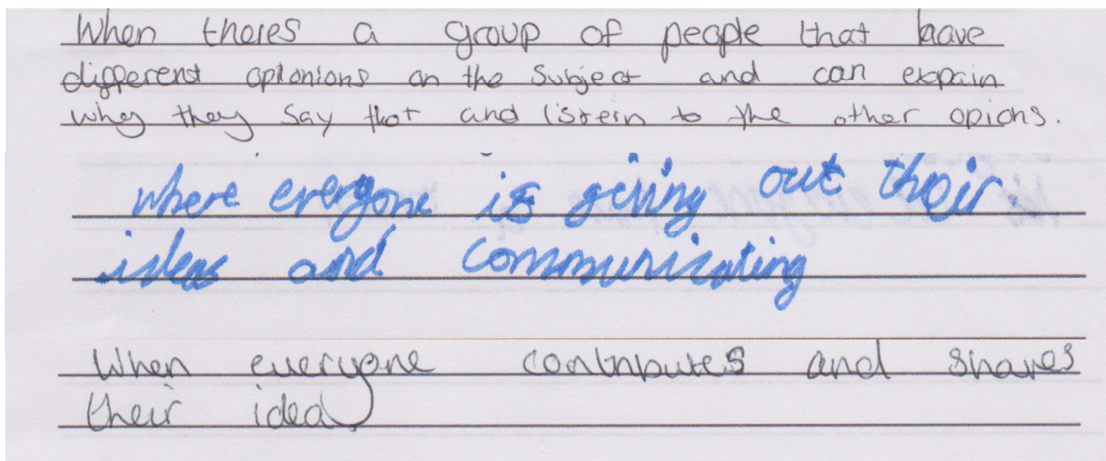 When theres a group of people that have
different opionions on the subject and can expain
whey they say that and listein to the other opions.
where everyone is giving out their
ideas and communicating
When everyone contributes and shares
their idea